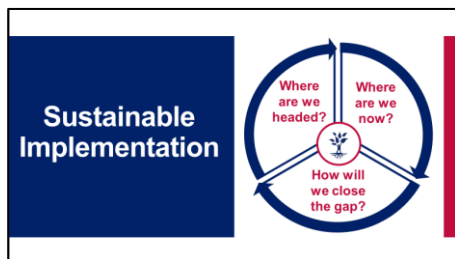 Sustainable
Implementation
Where
are we
headed?
Where
are we
now?
How will
we close
the gap?